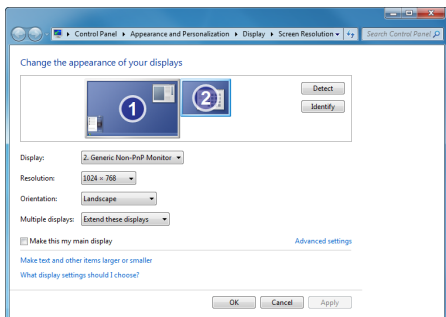 Control Panel ▸ Appearance and Personalization ▸ Display ▸ Screen Resolution
Search Control Panel
Change the appearance of your displays
1
2
Detect
Identify
Display: 2. Generic Non-PnP Monitor
Resolution: 1024 × 768
Orientation: Landscape
Multiple displays: Extend these displays
Make this my main display
Advanced settings
Make text and other items larger or smaller
What display settings should I choose?
OK Cancel Apply